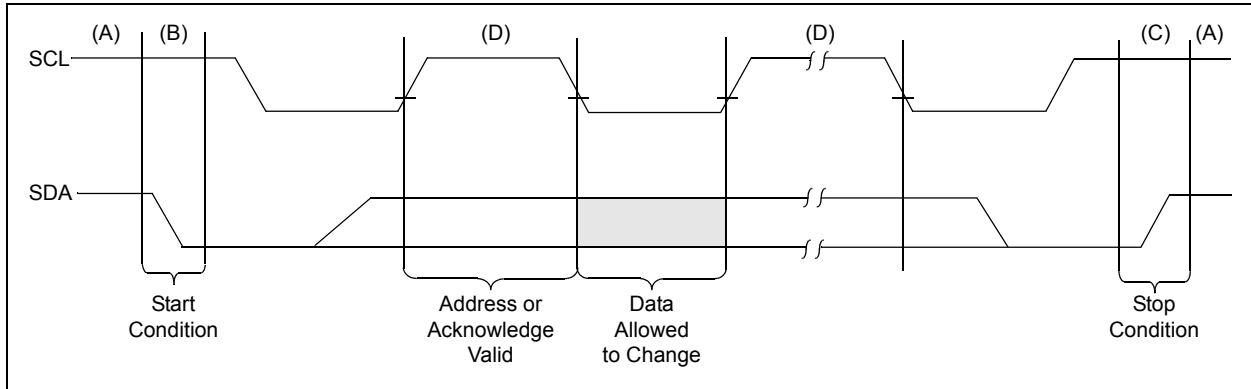 (A) (B) (D) (D) (C) (A)
SCL
SDA
Start
Condition
Address or
Acknowledge
Valid
Data
Allowed
to Change
Stop
Condition